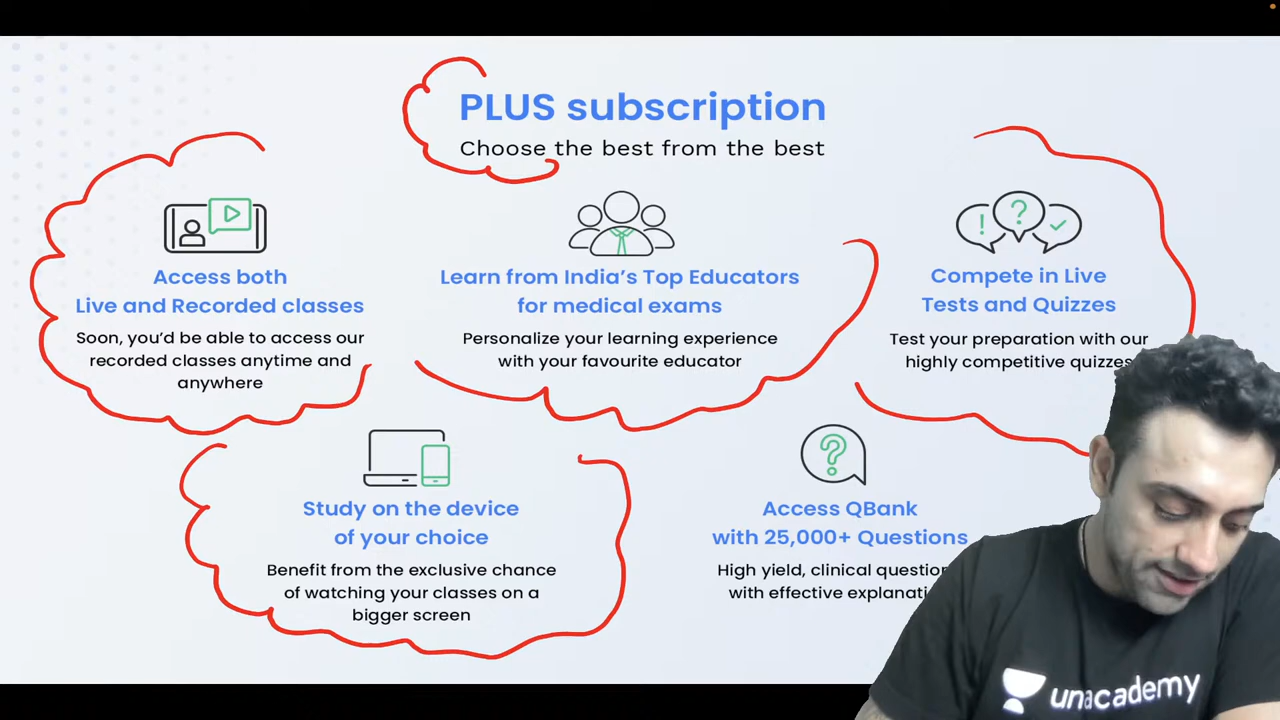 PLUS subscription
Choose the best from the best
Access both
Live and Recorded classes
Soon, you'd be able to access our
recorded classes anytime and
anywhere
Learn from India's Top Educators
for medical exams
Personalize your learning experience
with your favourite educator
Compete in Live
Tests and Quizzes
Test your preparation with our
highly competitive quizzes
Study on the device
of your choice
Benefit from the exclusive chance
of watching your classes on a
bigger screen
Access QBank
with 25,000+ Questions
High yield, clinical
with effective
unacademy